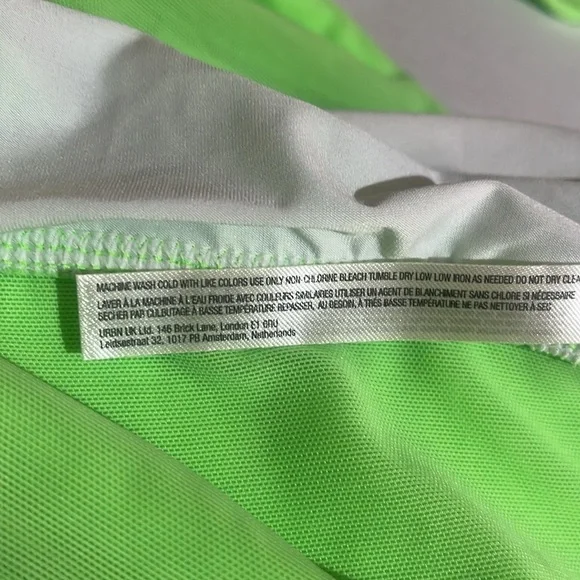 MACHINE WASH COLD WITH LIKE COLORS USE ONLY NON-CHLORINE BLEACH TUMBLE DRY LOW LOW IRON AS NEEDED DO NOT DRY CLEA
LAVER À LA MACHINE À L'EAU FROIDE AVEC COULEURS SIMILAIRES UTILISER UN AGENT DE BLANCHIMENT SANS CHLORE SI NÉCESSAIRE
SÉCHER PAR CULBUTAGE À BASSE TEMPÉRATURE REPASSER, AU BESOIN, À TRÈS BASSE TEMPÉRATURE NE PAS NETTOYER À SEC
URBN UK Ltd. 146 Brick Lane, London E1 6RU
Leidsestraat 32, 1017 PB Amsterdam, Netherlands